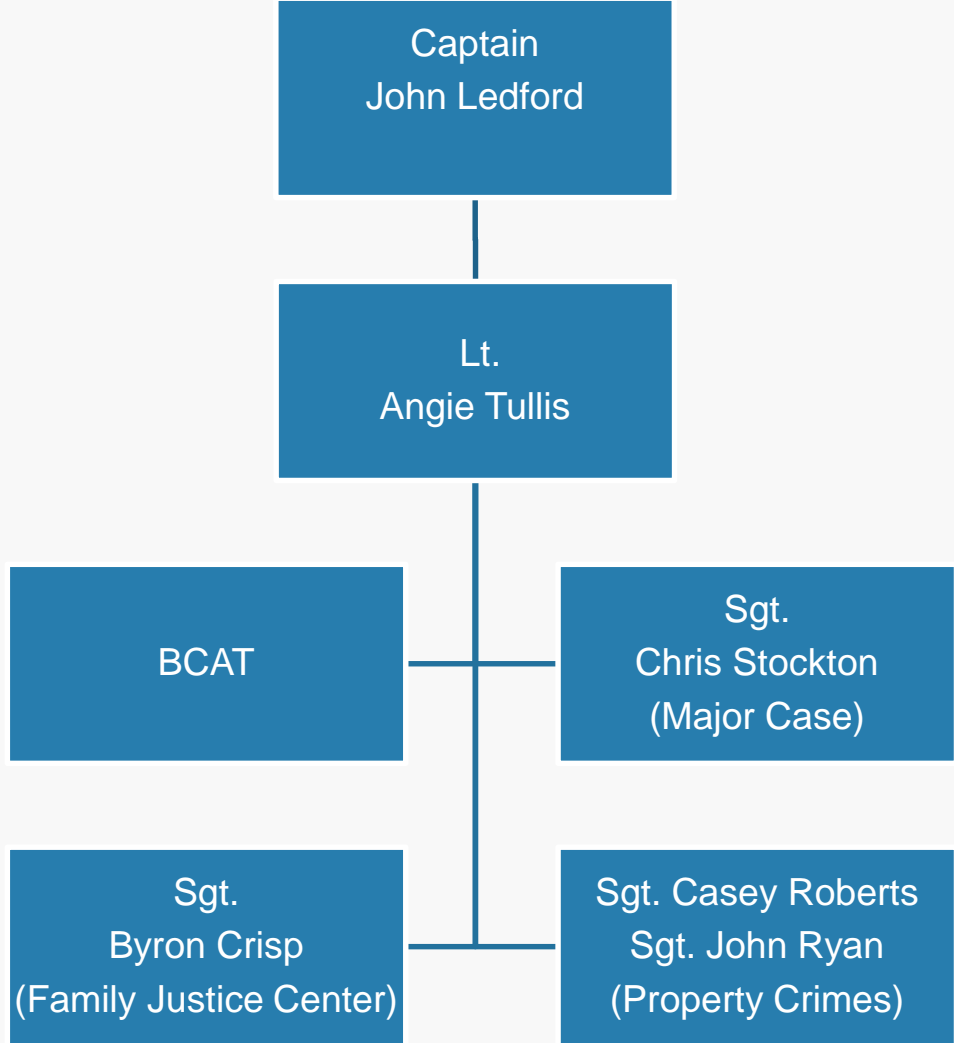 Captain
John Ledford
Lt.
Angie Tullis
BCAT
Sgt.
Chris Stockton
(Major Case)
Sgt.
Byron Crisp
(Family Justice Center)
Sgt. Casey Roberts
Sgt. John Ryan
(Property Crimes)